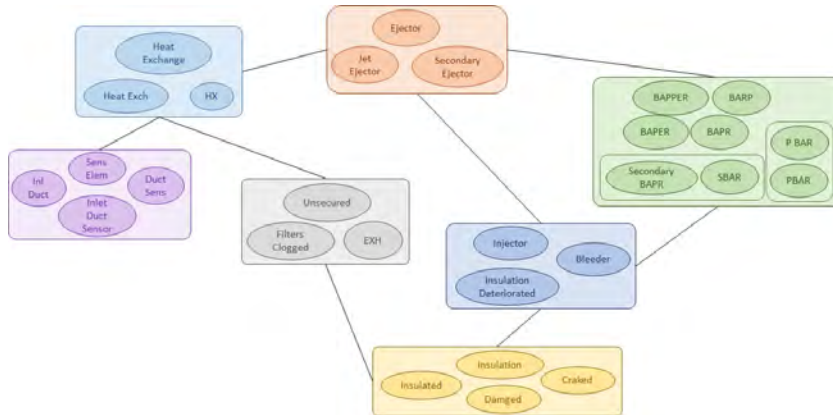 Ejector
Jet
Ejector
Secondary
Ejector
Heat
Exchange
Heat Exch
HX
BAPPER
BARP
BAPER
BAPR
P BAR
Secondary
BAPR
SBAR
PBAR
Sens
Elem
Inl
Duct
Duct
Sens
Inlet
Duct
Sensor
Unsecured
Filters
Clogged
EXH
Injector
Bleeder
Insulation
Deteriorated
Insulation
Insulated
Craked
Damged